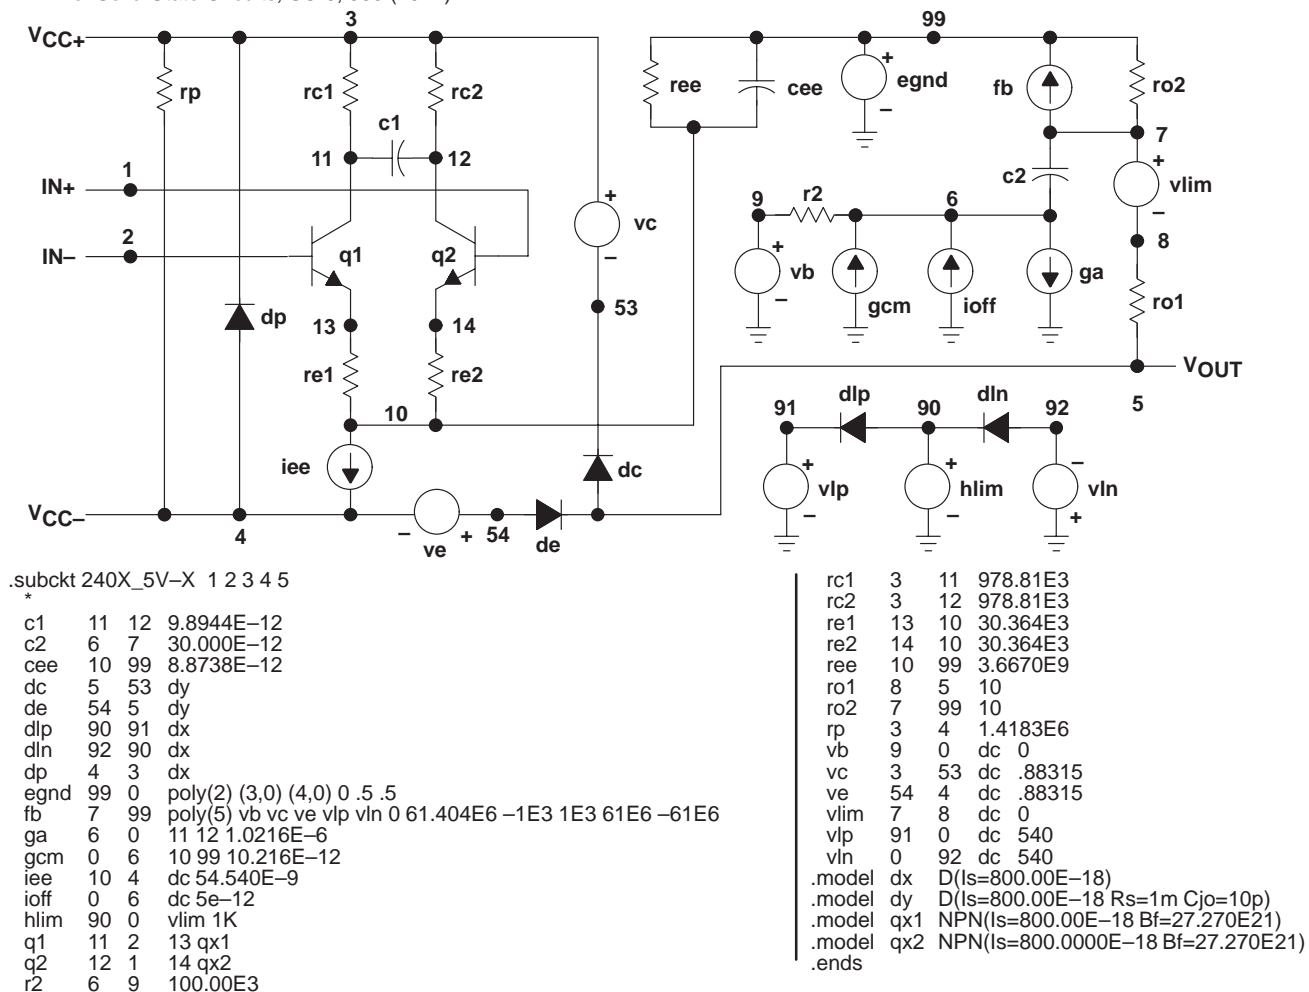 3
99
VCC+
rp
rc1
rc2
ree
cee
egnd
fb
ro2
c1
11
12
7
1
IN+
c2
vlim
9
r2
6
2
IN–
q1
q2
vc
8
vb
gcm
ioff
ga
ro1
dp
13
14
53
re1
re2
VOUT
5
10
91
dlp
90
dln
92
iee
dc
vlp
hlim
vln
VCC–
4
ve
54
de
.subckt 240X_5V–X 1 2 3 4 5
*
c1 11 12 9.8944E–12
c2 6 7 30.000E–12
cee 10 99 8.8738E–12
dc 5 53 dy
de 54 5 dy
dlp 90 91 dx
dln 92 90 dx
dp 4 3 dx
egnd 99 0 poly(2) (3,0) (4,0) 0 .5 .5
fb 7 99 poly(5) vb vc ve vlp vln 0 61.404E6 –1E3 1E3 61E6 –61E6
ga 6 0 11 12 1.0216E–6
gcm 0 6 10 99 10.216E–12
iee 10 4 dc 54.540E–9
ioff 0 6 dc 5e–12
hlim 90 0 vlim 1K
q1 11 2 13 qx1
q2 12 1 14 qx2
r2 6 9 100.00E3
rc1 3 11 978.81E3
rc2 3 12 978.81E3
re1 13 10 30.364E3
re2 14 10 30.364E3
ree 10 99 3.6670E9
ro1 8 5 10
ro2 7 99 10
rp 3 4 1.4183E6
vb 9 0 dc 0
vc 3 53 dc .88315
ve 54 4 dc .88315
vlim 7 8 dc 0
vlp 91 0 dc 540
vln 0 92 dc 540
.model dx D(Is=800.00E–18)
.model dy D(Is=800.00E–18 Rs=1m Cjo=10p)
.model qx1 NPN(Is=800.00E–18 Bf=27.270E21)
.model qx2 NPN(Is=800.0000E–18 Bf=27.270E21)
.ends